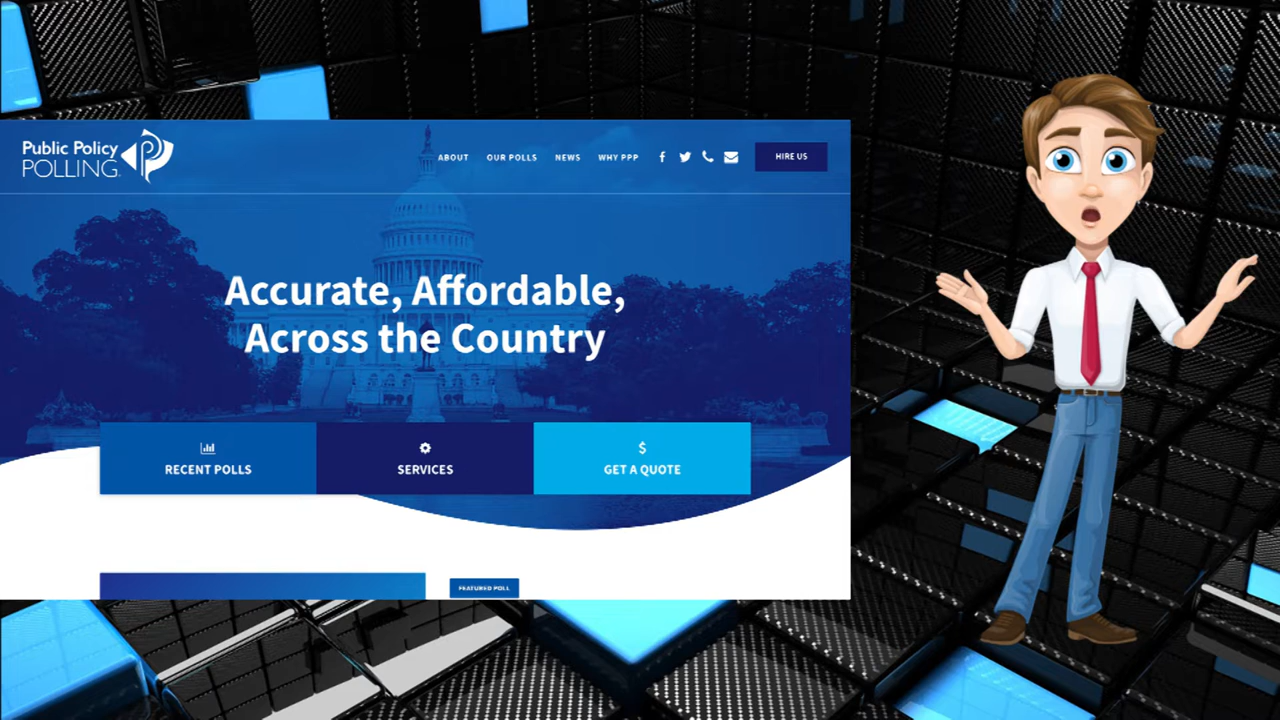 Public Policy
POLLING
ABOUT OUR POLLS NEWS WHY PPP HIRE US
Accurate, Affordable,
Across the Country
RECENT POLLS SERVICES GET A QUOTE
FEATURED POLL